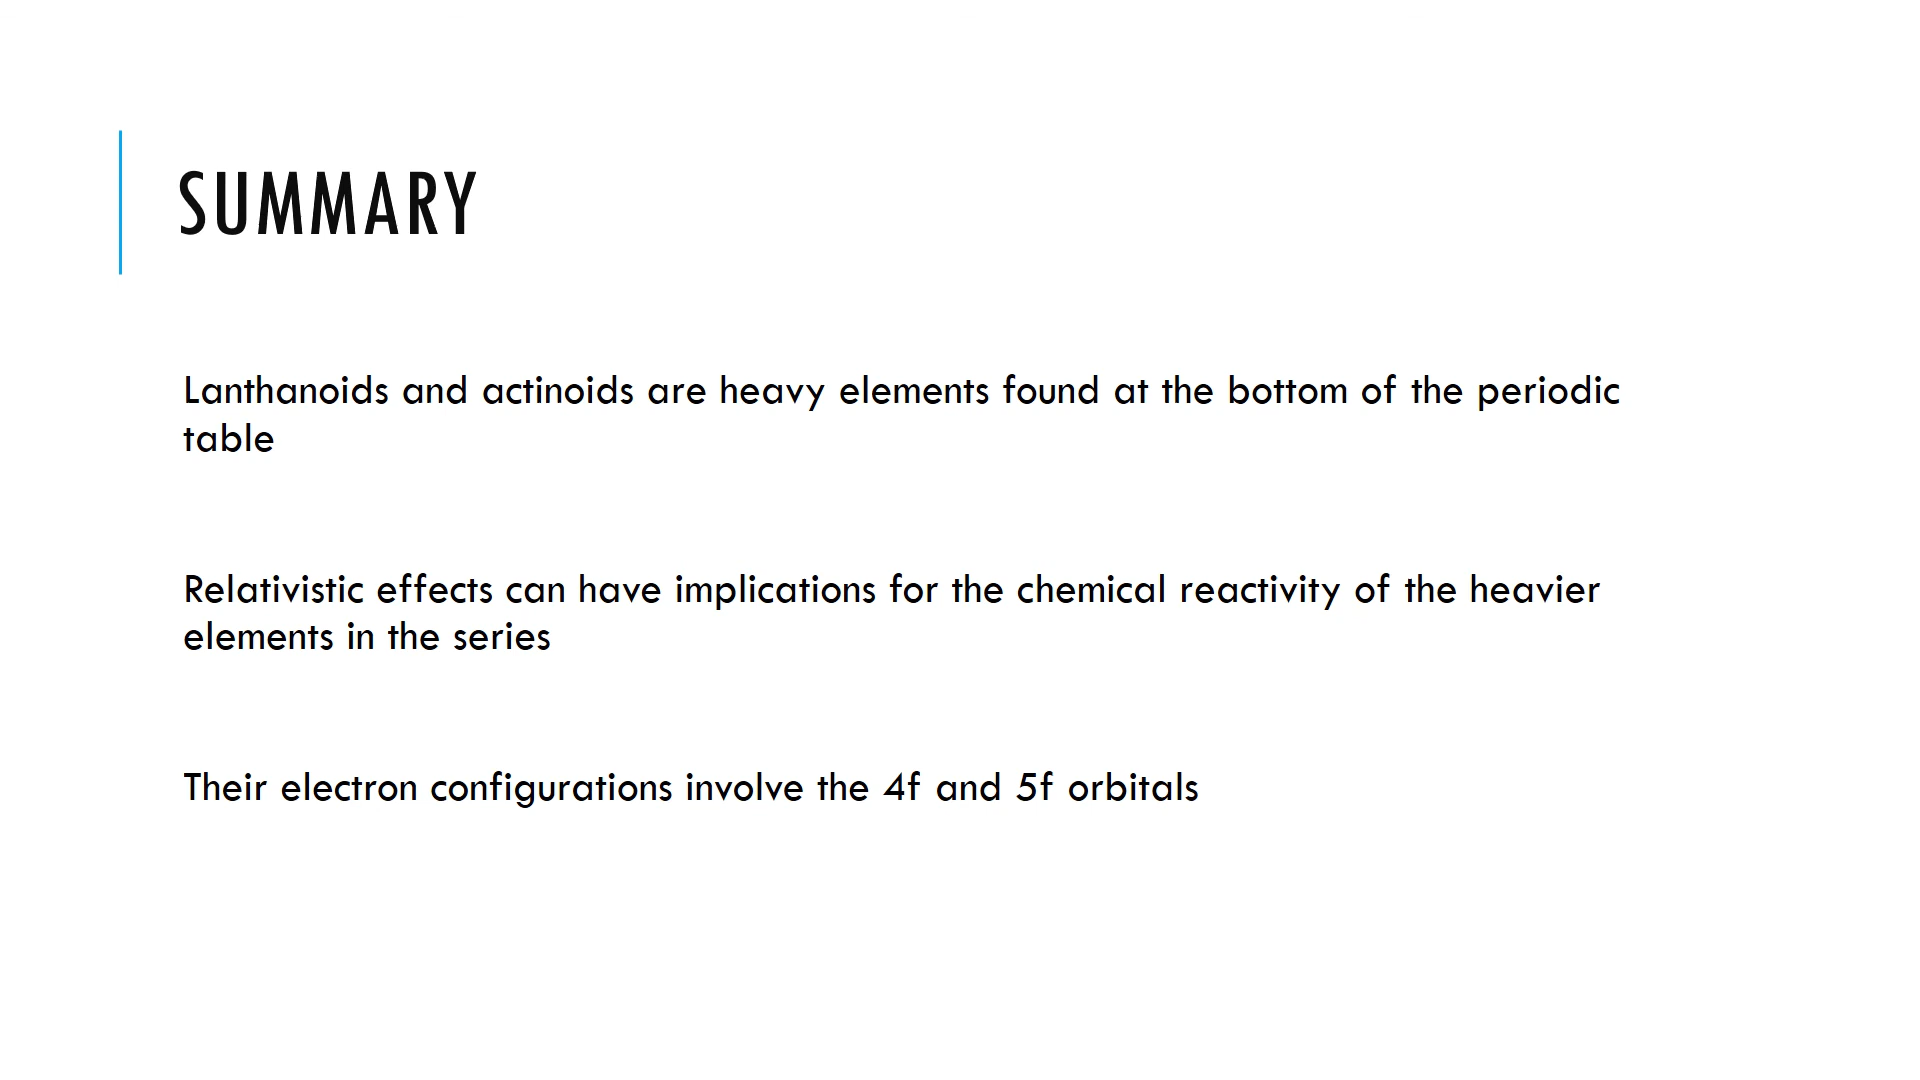 SUMMARY
Lanthanoids and actinoids are heavy elements found at the bottom of the periodic
table
Relativistic effects can have implications for the chemical reactivity of the heavier
elements in the series
Their electron configurations involve the 4f and 5f orbitals